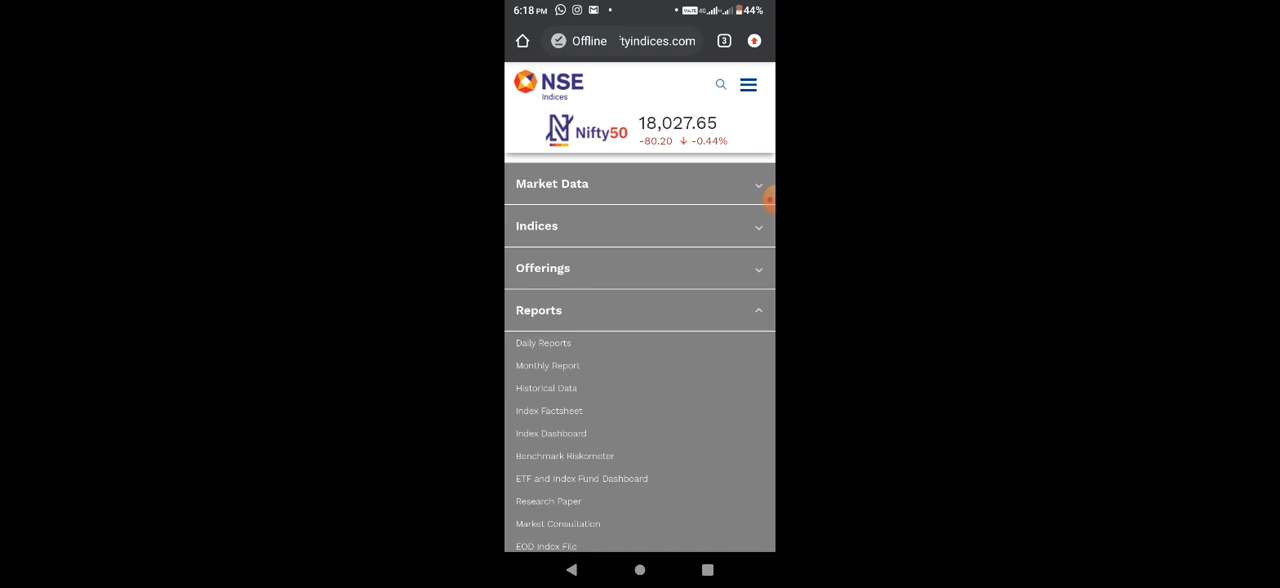 6:18 PM 44%
Offline tyindices.com 3
NSE
Indices
Nifty50 18,027.65
-80.20 -0.44%
Market Data
Indices
Offerings
Reports
Daily Reports
Monthly Report
Historical Data
Index Factsheet
Index Dashboard
Benchmark Riskometer
ETF and Index Fund Dashboard
Research Paper
Market Consultation
EOD Index File